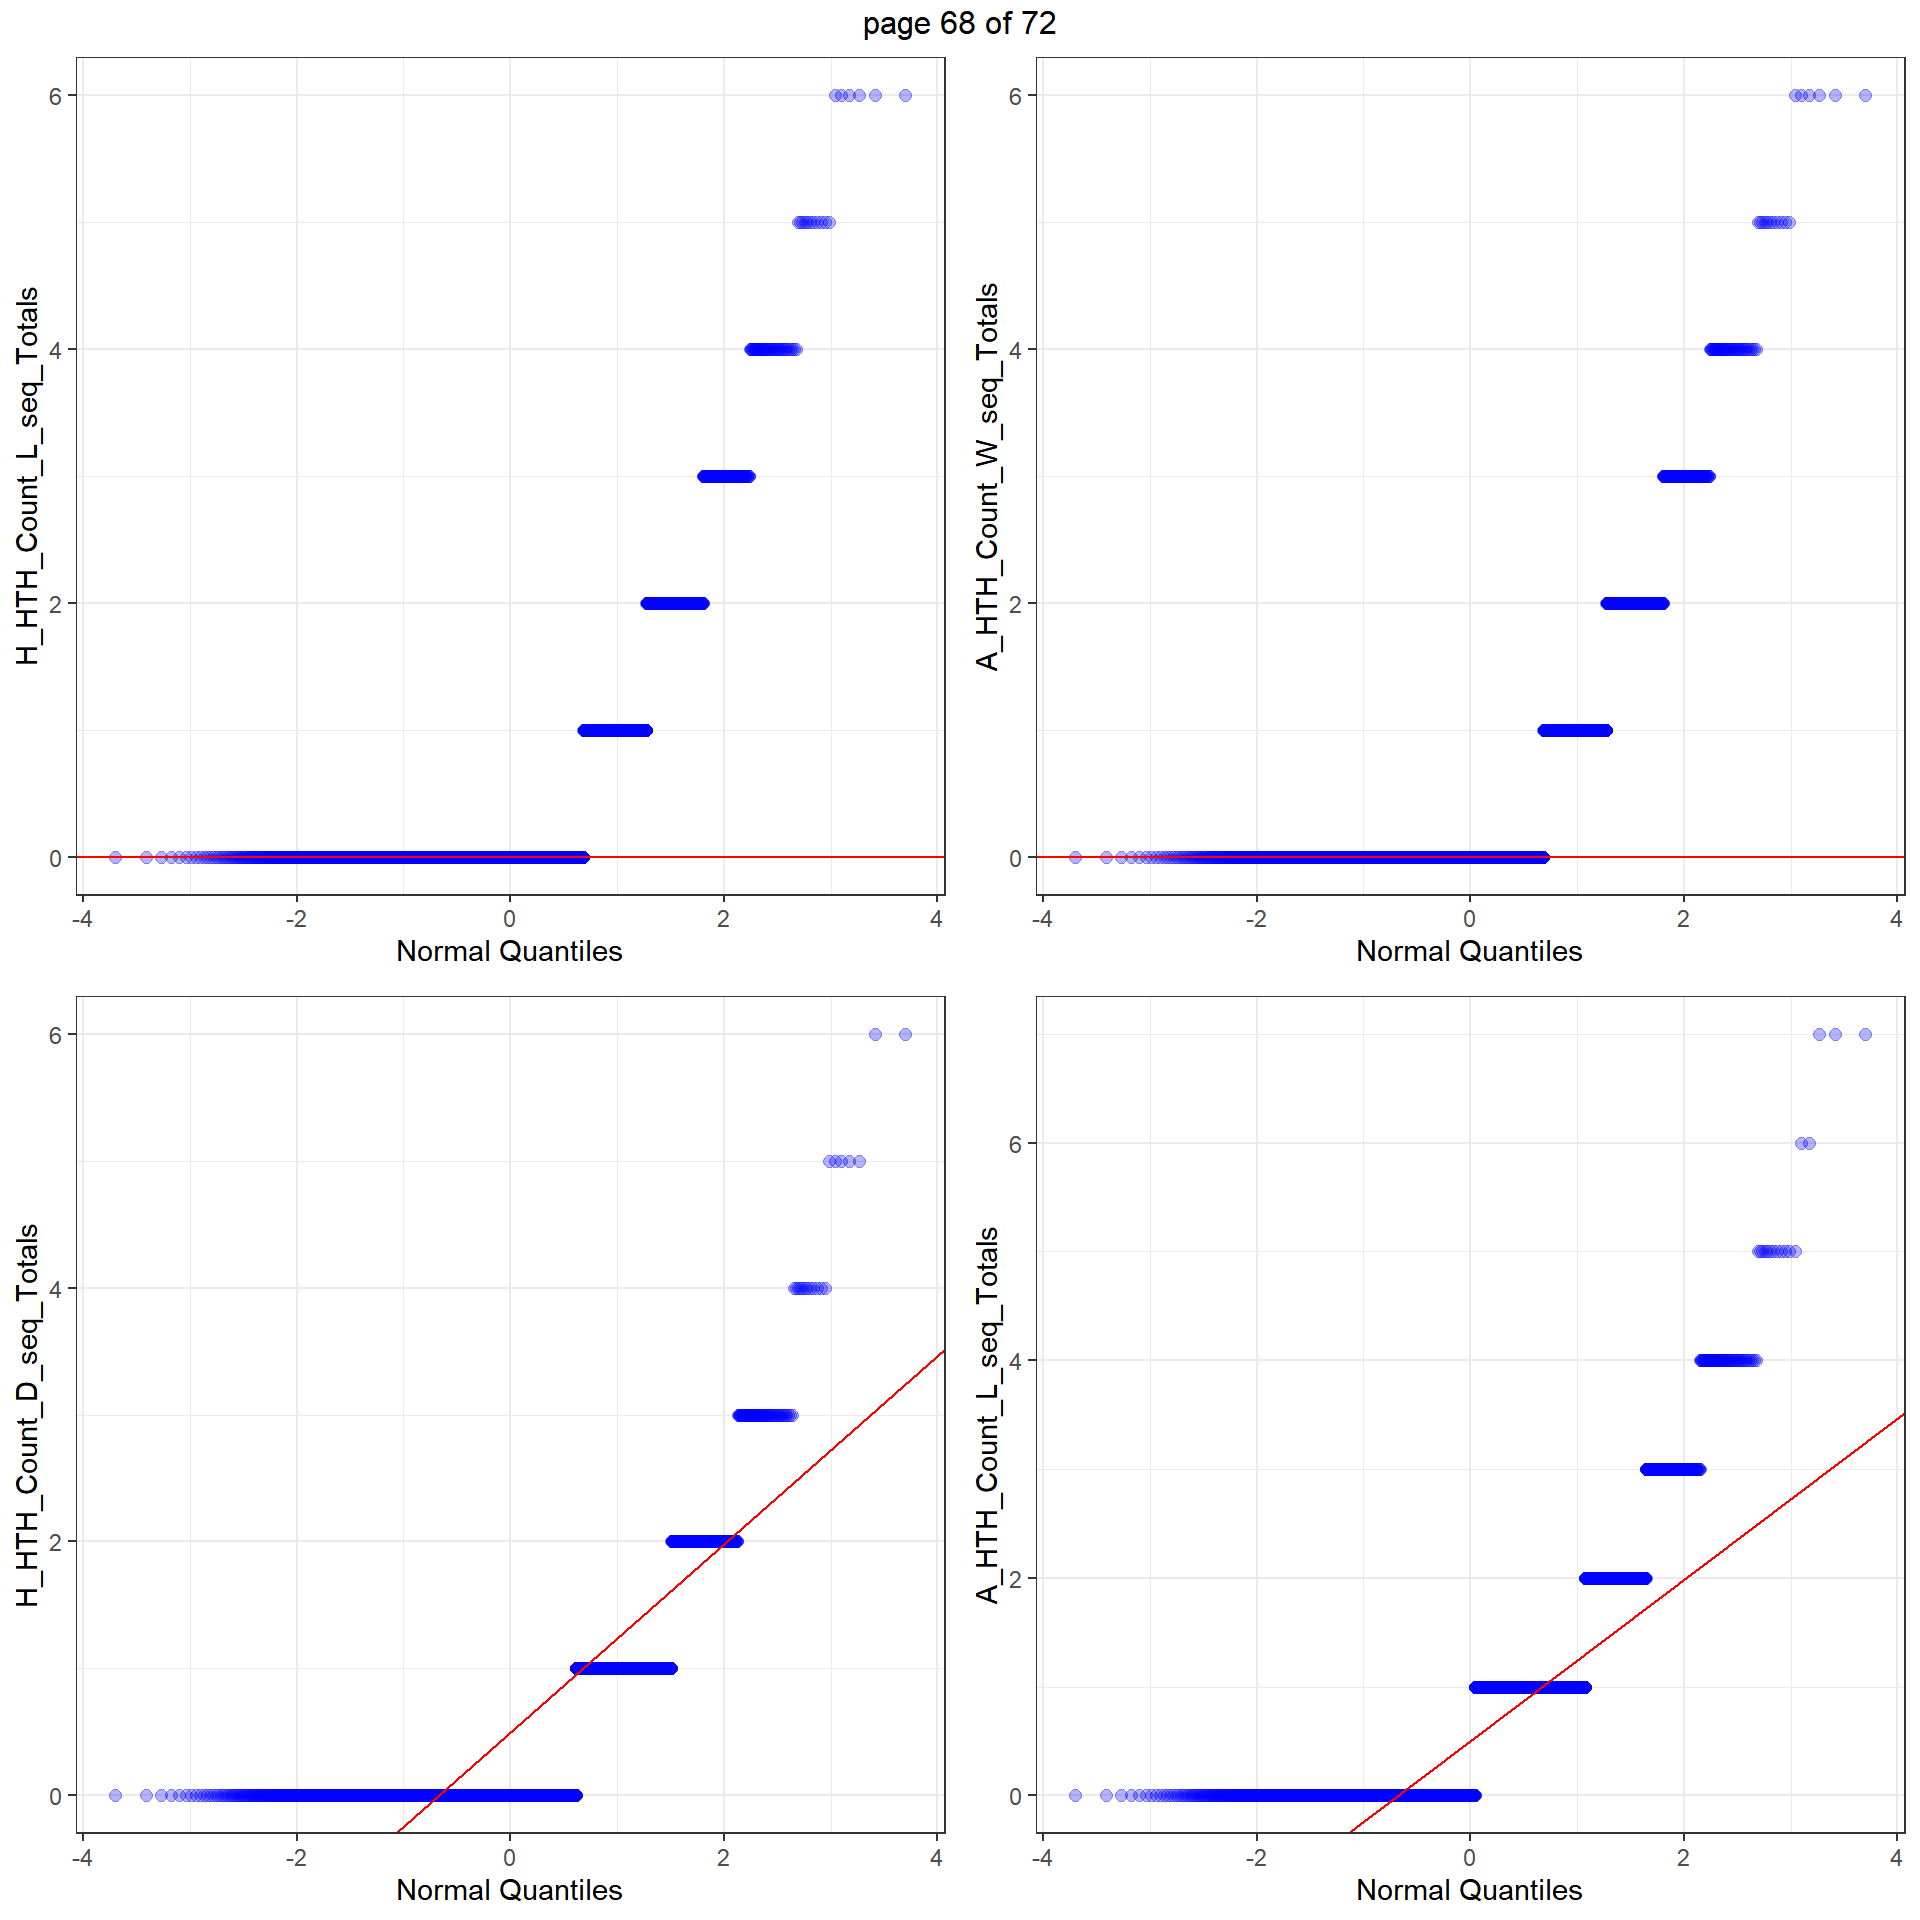 page 68 of 72
H_HTH_Count_L_seq_Totals
6
4
2
0
-4 -2 0 2 4
Normal Quantiles
A_HTH_Count_W_seq_Totals
6
4
2
0
-4 -2 0 2 4
Normal Quantiles
H_HTH_Count_D_seq_Totals
6
4
2
0
-4 -2 0 2 4
Normal Quantiles
A_HTH_Count_L_seq_Totals
6
4
2
0
-4 -2 0 2 4
Normal Quantiles